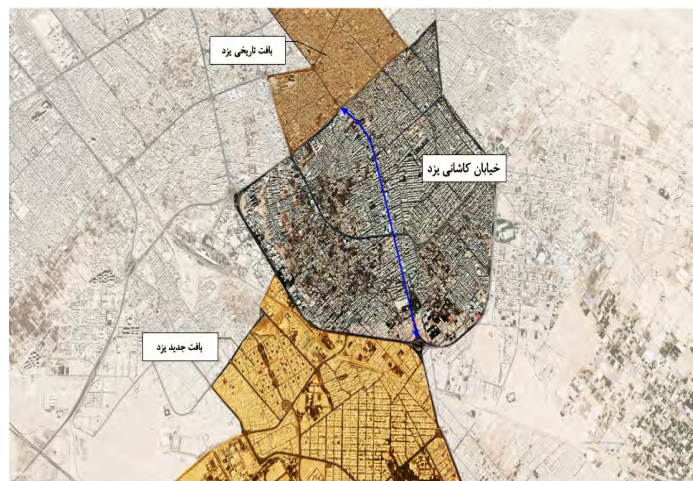 بافت تاریخی یزد
خیابان کاشانی یزد
بافت جدید یزد